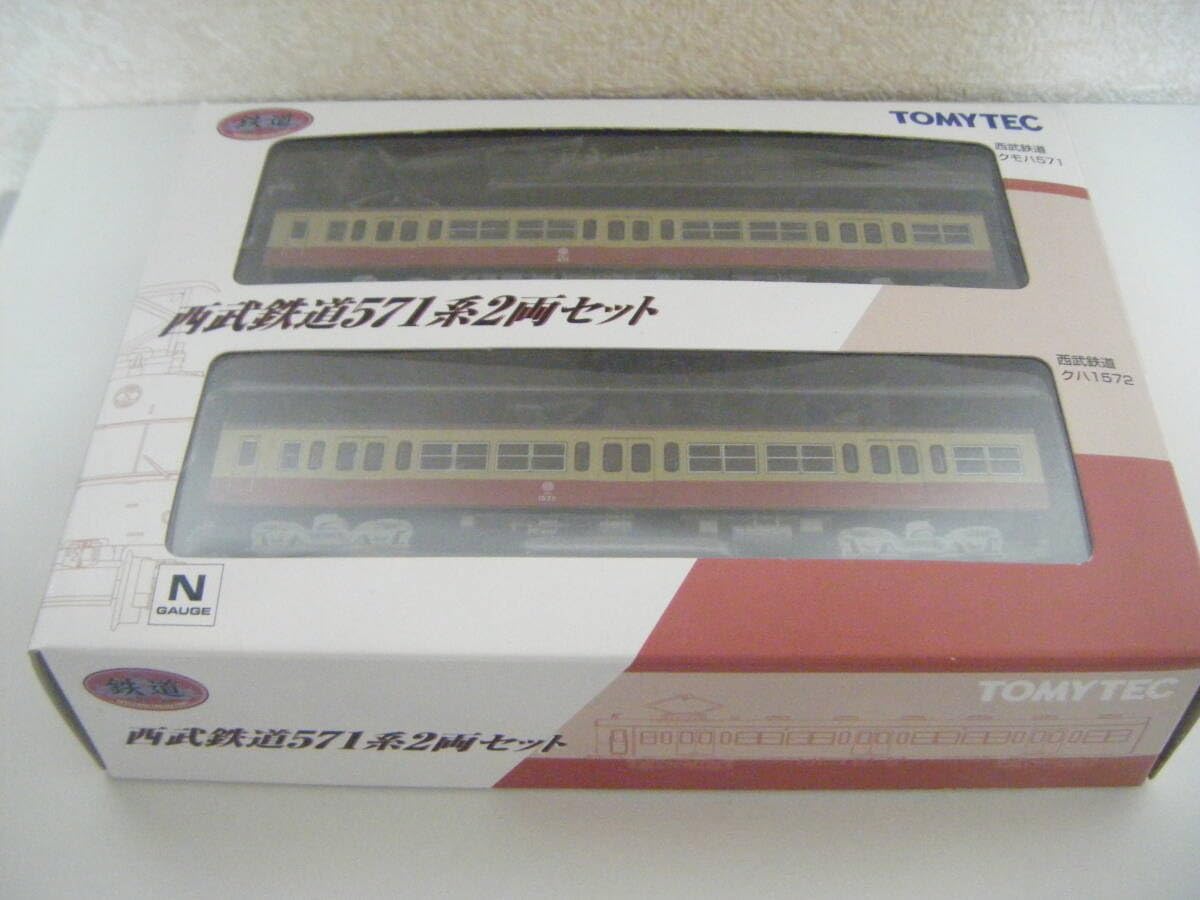 鉄道
TOMYTEC
西武鉄道
クモハ571
西武鉄道571系2両セット
西武鉄道
クハ1572
N
GAUGE
鉄道
TOMYTEC
西武鉄道571系2両セット